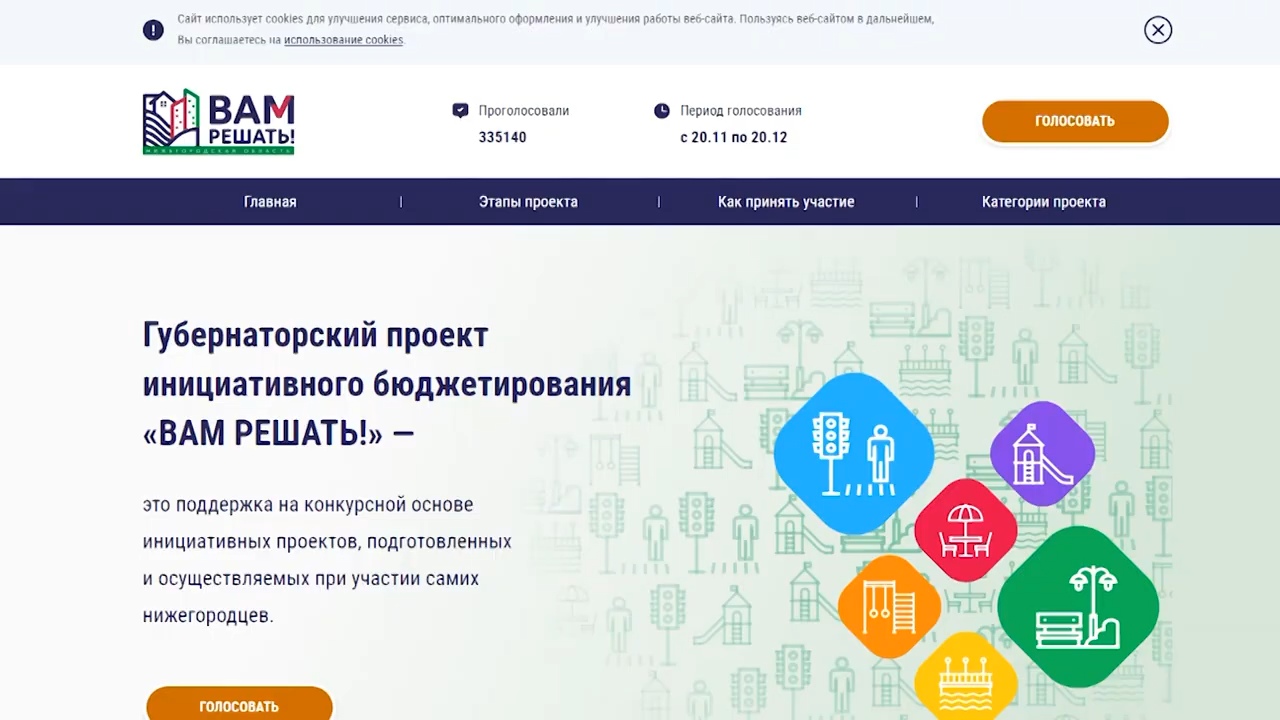 Сайт использует cookies для улучшения сервиса, оптимального оформления и улучшения работы веб-сайта. Пользуясь веб-сайтом в дальнейшем,
Вы соглашаетесь на использование cookies.
ВАМ
РЕШАТЬ!
НИЖЕГОРОДСКАЯ ОБЛАСТЬ
Проголосовали
335140
Период голосования
с 20.11 по 20.12
ГОЛОСОВАТЬ
Главная
Этапы проекта
Как принять участие
Категории проекта
Губернаторский проект
инициативного бюджетирования
«ВАМ РЕШАТЬ!» —
это поддержка на конкурсной основе
инициативных проектов, подготовленных
и осуществляемых при участии самих
нижегородцев.
ГОЛОСОВАТЬ